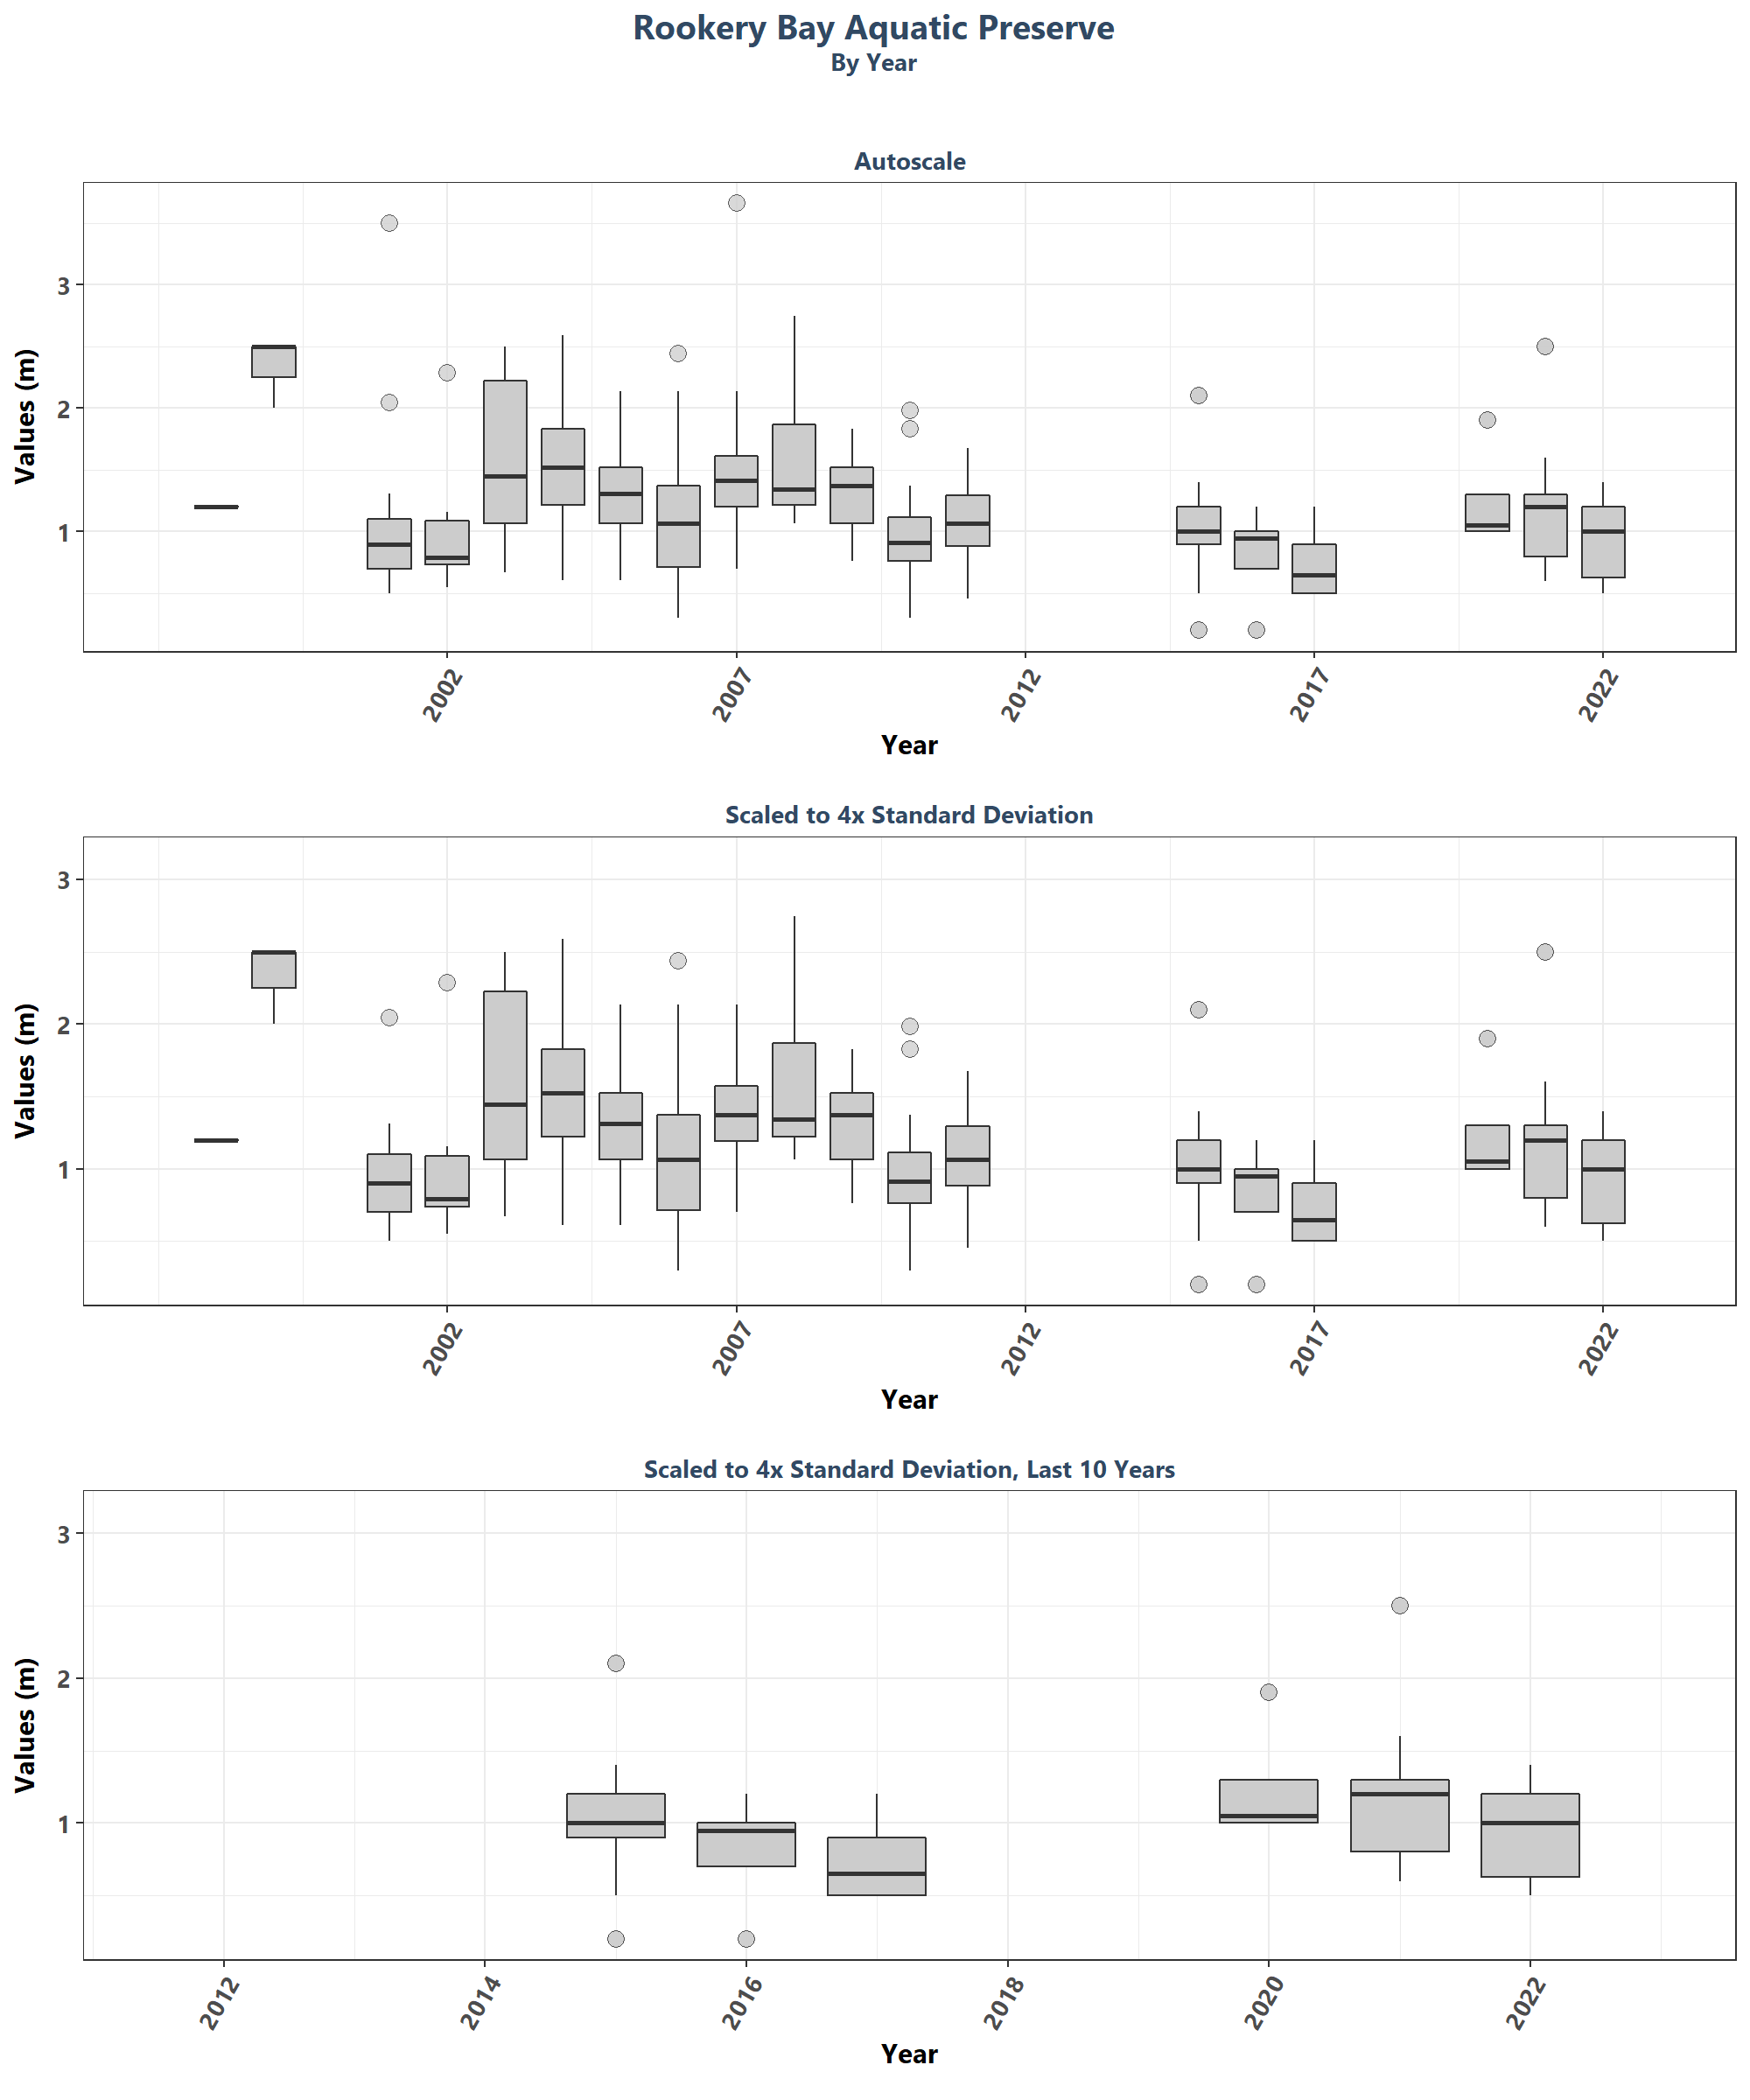 Rookery Bay Aquatic Preserve
By Year
Autoscale
Values (m)
3
2
1
2002 2007 2012 2017 2022
Year
Scaled to 4x Standard Deviation
Values (m)
3
2
1
2002 2007 2012 2017 2022
Year
Scaled to 4x Standard Deviation, Last 10 Years
Values (m)
3
2
1
2012 2014 2016 2018 2020 2022
Year